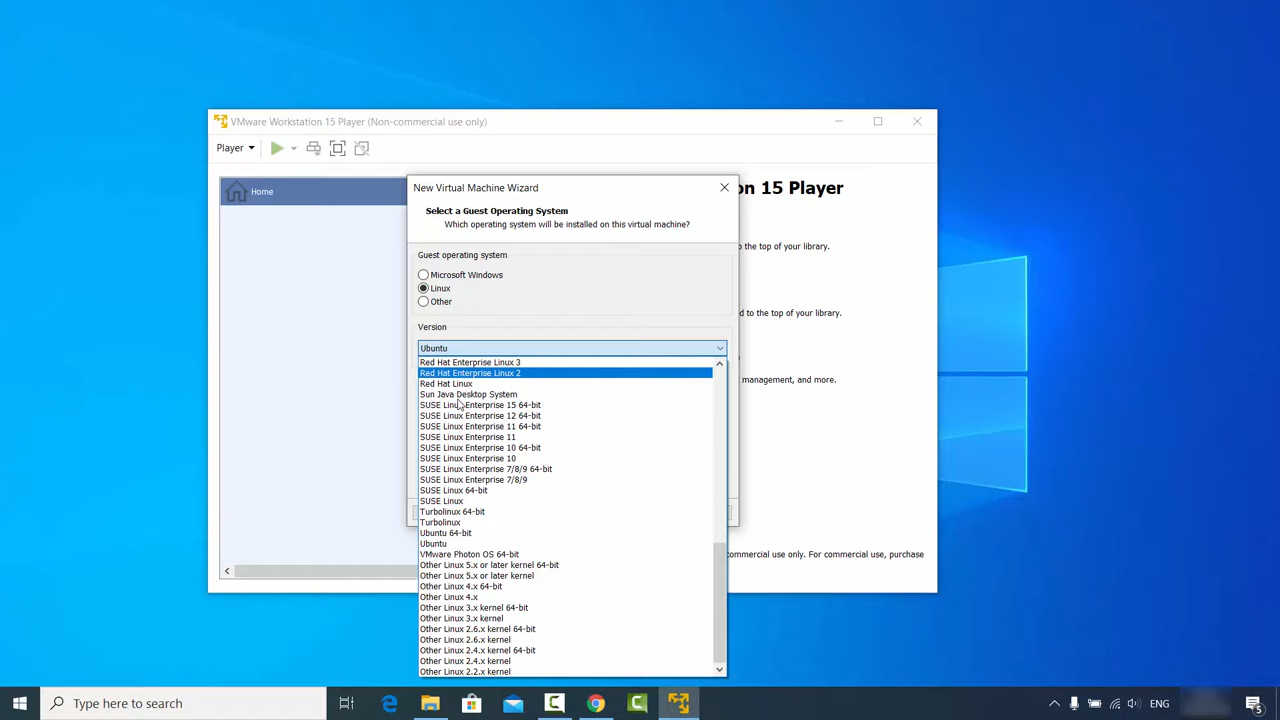 VMware Workstation 15 Player (Non-commercial use only)
Player
Home
on 15 Player
o the top of your library.
d to the top of your library.
management, and more.
commercial use only. For commercial use, purchase
New Virtual Machine Wizard
Select a Guest Operating System
Which operating system will be installed on this virtual machine?
Guest operating system
Microsoft Windows
Linux
Other
Version
Ubuntu
Red Hat Enterprise Linux 3
Red Hat Enterprise Linux 2
Red Hat Linux
Sun Java Desktop System
SUSE Linux Enterprise 15 64-bit
SUSE Linux Enterprise 12 64-bit
SUSE Linux Enterprise 11 64-bit
SUSE Linux Enterprise 11
SUSE Linux Enterprise 10 64-bit
SUSE Linux Enterprise 10
SUSE Linux Enterprise 7/8/9 64-bit
SUSE Linux Enterprise 7/8/9
SUSE Linux 64-bit
SUSE Linux
Turbolinux 64-bit
Turbolinux
Ubuntu 64-bit
Ubuntu
VMware Photon OS 64-bit
Other Linux 5.x or later kernel 64-bit
Other Linux 5.x or later kernel
Other Linux 4.x 64-bit
Other Linux 4.x
Other Linux 3.x kernel 64-bit
Other Linux 3.x kernel
Other Linux 2.6.x kernel 64-bit
Other Linux 2.6.x kernel
Other Linux 2.4.x kernel 64-bit
Other Linux 2.4.x kernel
Other Linux 2.2.x kernel
Type here to search
ENG
5